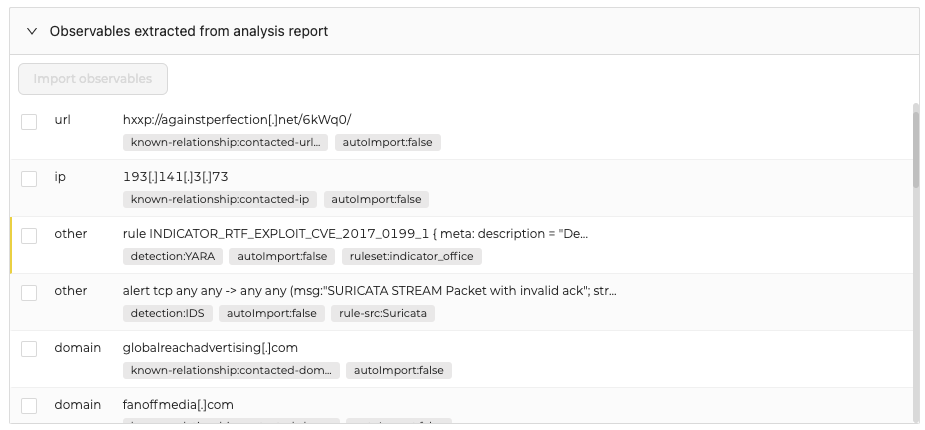 Observables extracted from analysis report
Import observables
url
hxxp://againstperfection[.]net/6kWq0/
known-relationship:contacted-url...
autoImport:false
ip
193[.]141[.]3[.]73
known-relationship:contacted-ip
autoImport:false
other
rule INDICATOR_RTF_EXPLOIT_CVE_2017_0199_1 { meta: description = "De...
detection:YARA
autoImport:false
ruleset:indicator_office
other
alert tcp any any -> any any (msg:"SURICATA STREAM Packet with invalid ack"; str...
detection:IDS
autoImport:false
rule-src:Suricata
domain
globalreachadvertising[.]com
known-relationship:contacted-dom...
autoImport:false
domain
fanoffmedia[.]com